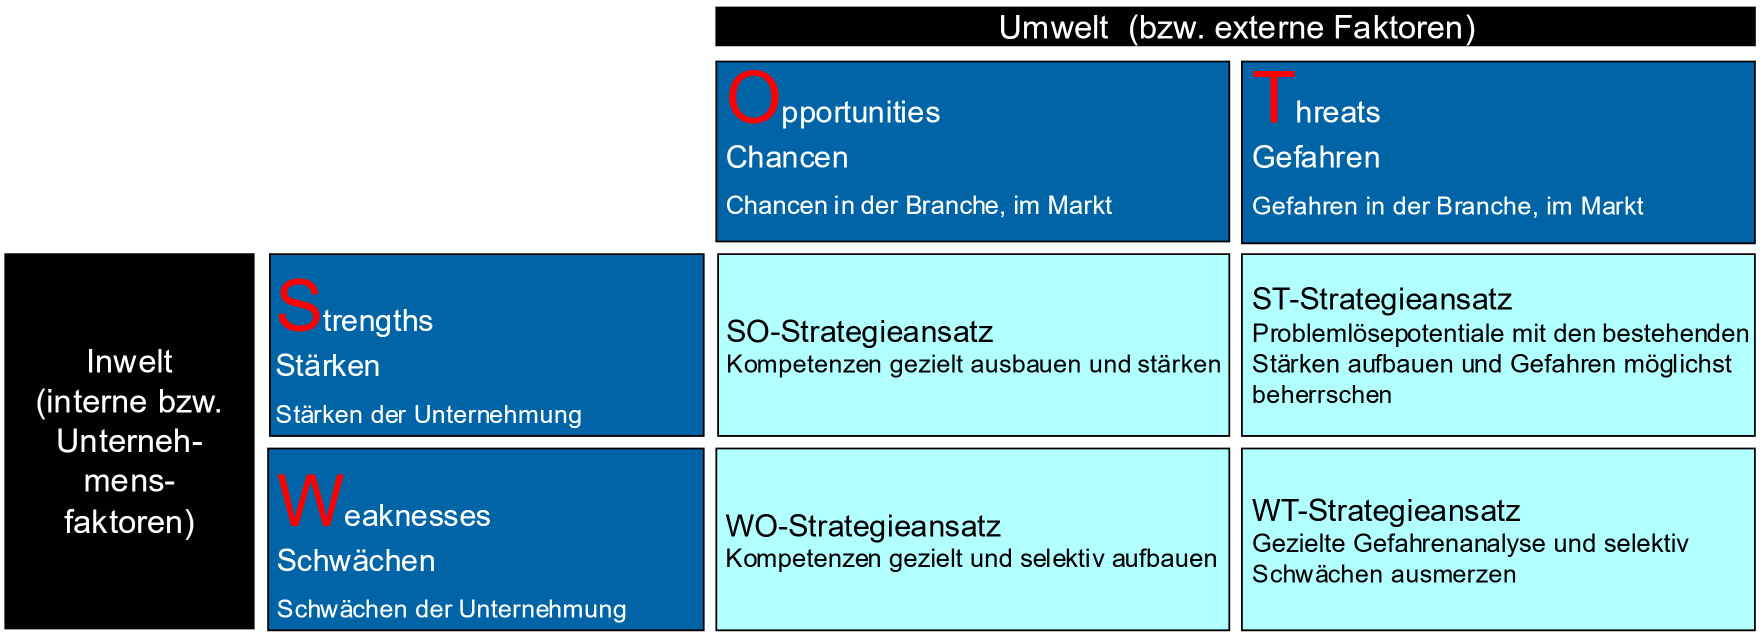 Umwelt (bzw. externe Faktoren)
Opportunities
Chancen
Chancen in der Branche, im Markt
Threats
Gefahren
Gefahren in der Branche, im Markt
Inwelt
(interne bzw.
Unterneh-
mens-
faktoren)
Strengths
Stärken
Stärken der Unternehmung
SO-Strategieansatz
Kompetenzen gezielt ausbauen und stärken
ST-Strategieansatz
Problemlösepotentiale mit den bestehenden
Stärken aufbauen und Gefahren möglichst
beherrschen
Weaknesses
Schwächen
Schwächen der Unternehmung
WO-Strategieansatz
Kompetenzen gezielt und selektiv aufbauen
WT-Strategieansatz
Gezielte Gefahrenanalyse und selektiv
Schwächen ausmerzen